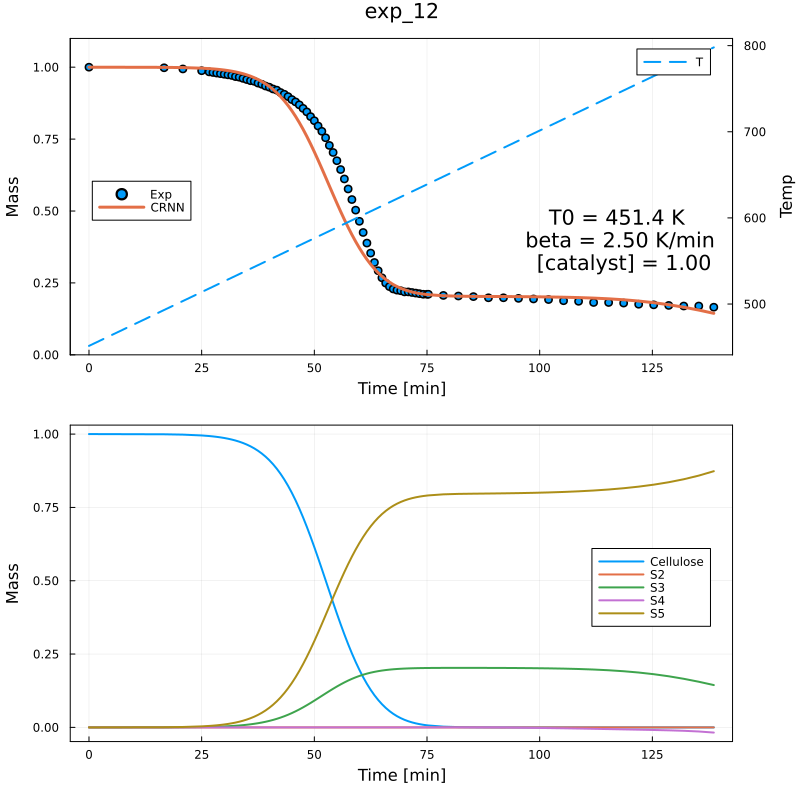 exp_12
1.00
0.75
0.50
0.25
0.00
Mass
800
700
600
500
Temp
T
Exp
CRNN
T0 = 451.4 K
beta = 2.50 K/min
[catalyst] = 1.00
0
25
50
75
100
125
Time [min]
1.00
0.75
0.50
0.25
0.00
Mass
Cellulose
S2
S3
S4
S5
0
25
50
75
100
125
Time [min]